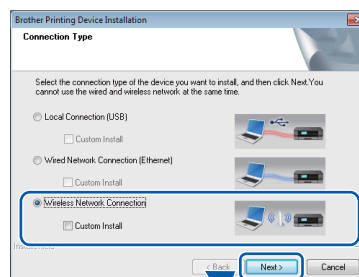 Brother Printing Device Installation
Connection Type
Select the connection type of the device you want to install, and then click Next.You
cannot use the wired and wireless network at the same time.
Local Connection (USB)
Custom Install
Wired Network Connection (Ethernet)
Custom Install
Wireless Network Connection
Custom Install
< Back
Next >
Cancel